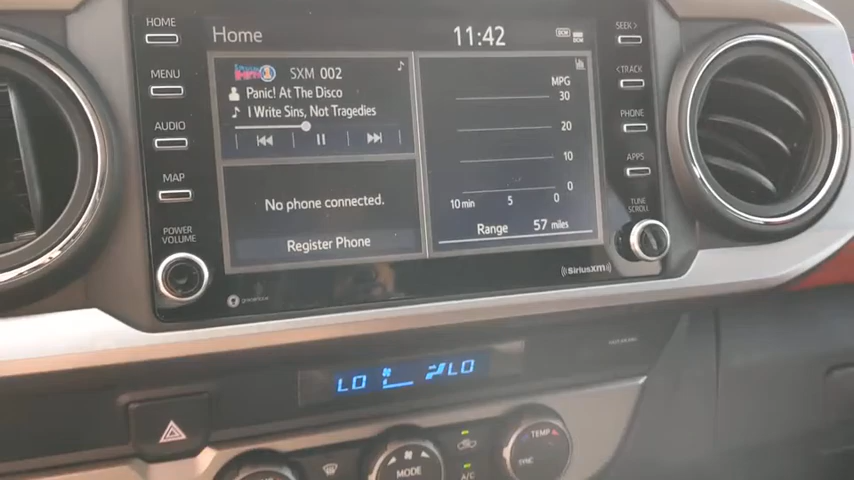 HOME
MENU
AUDIO
MAP
POWER
VOLUME
Home
11:42
SXM 002
Panic! At The Disco
I Write Sins, Not Tragedies
No phone connected.
Register Phone
MPG
30
20
10
0
10 min 5 0
Range 57 miles
SEEK >
< TRACK
PHONE
APPS
TUNE
SCROLL
SiriusXM
LO LO
MODE
A/C
TEMP
SYNC